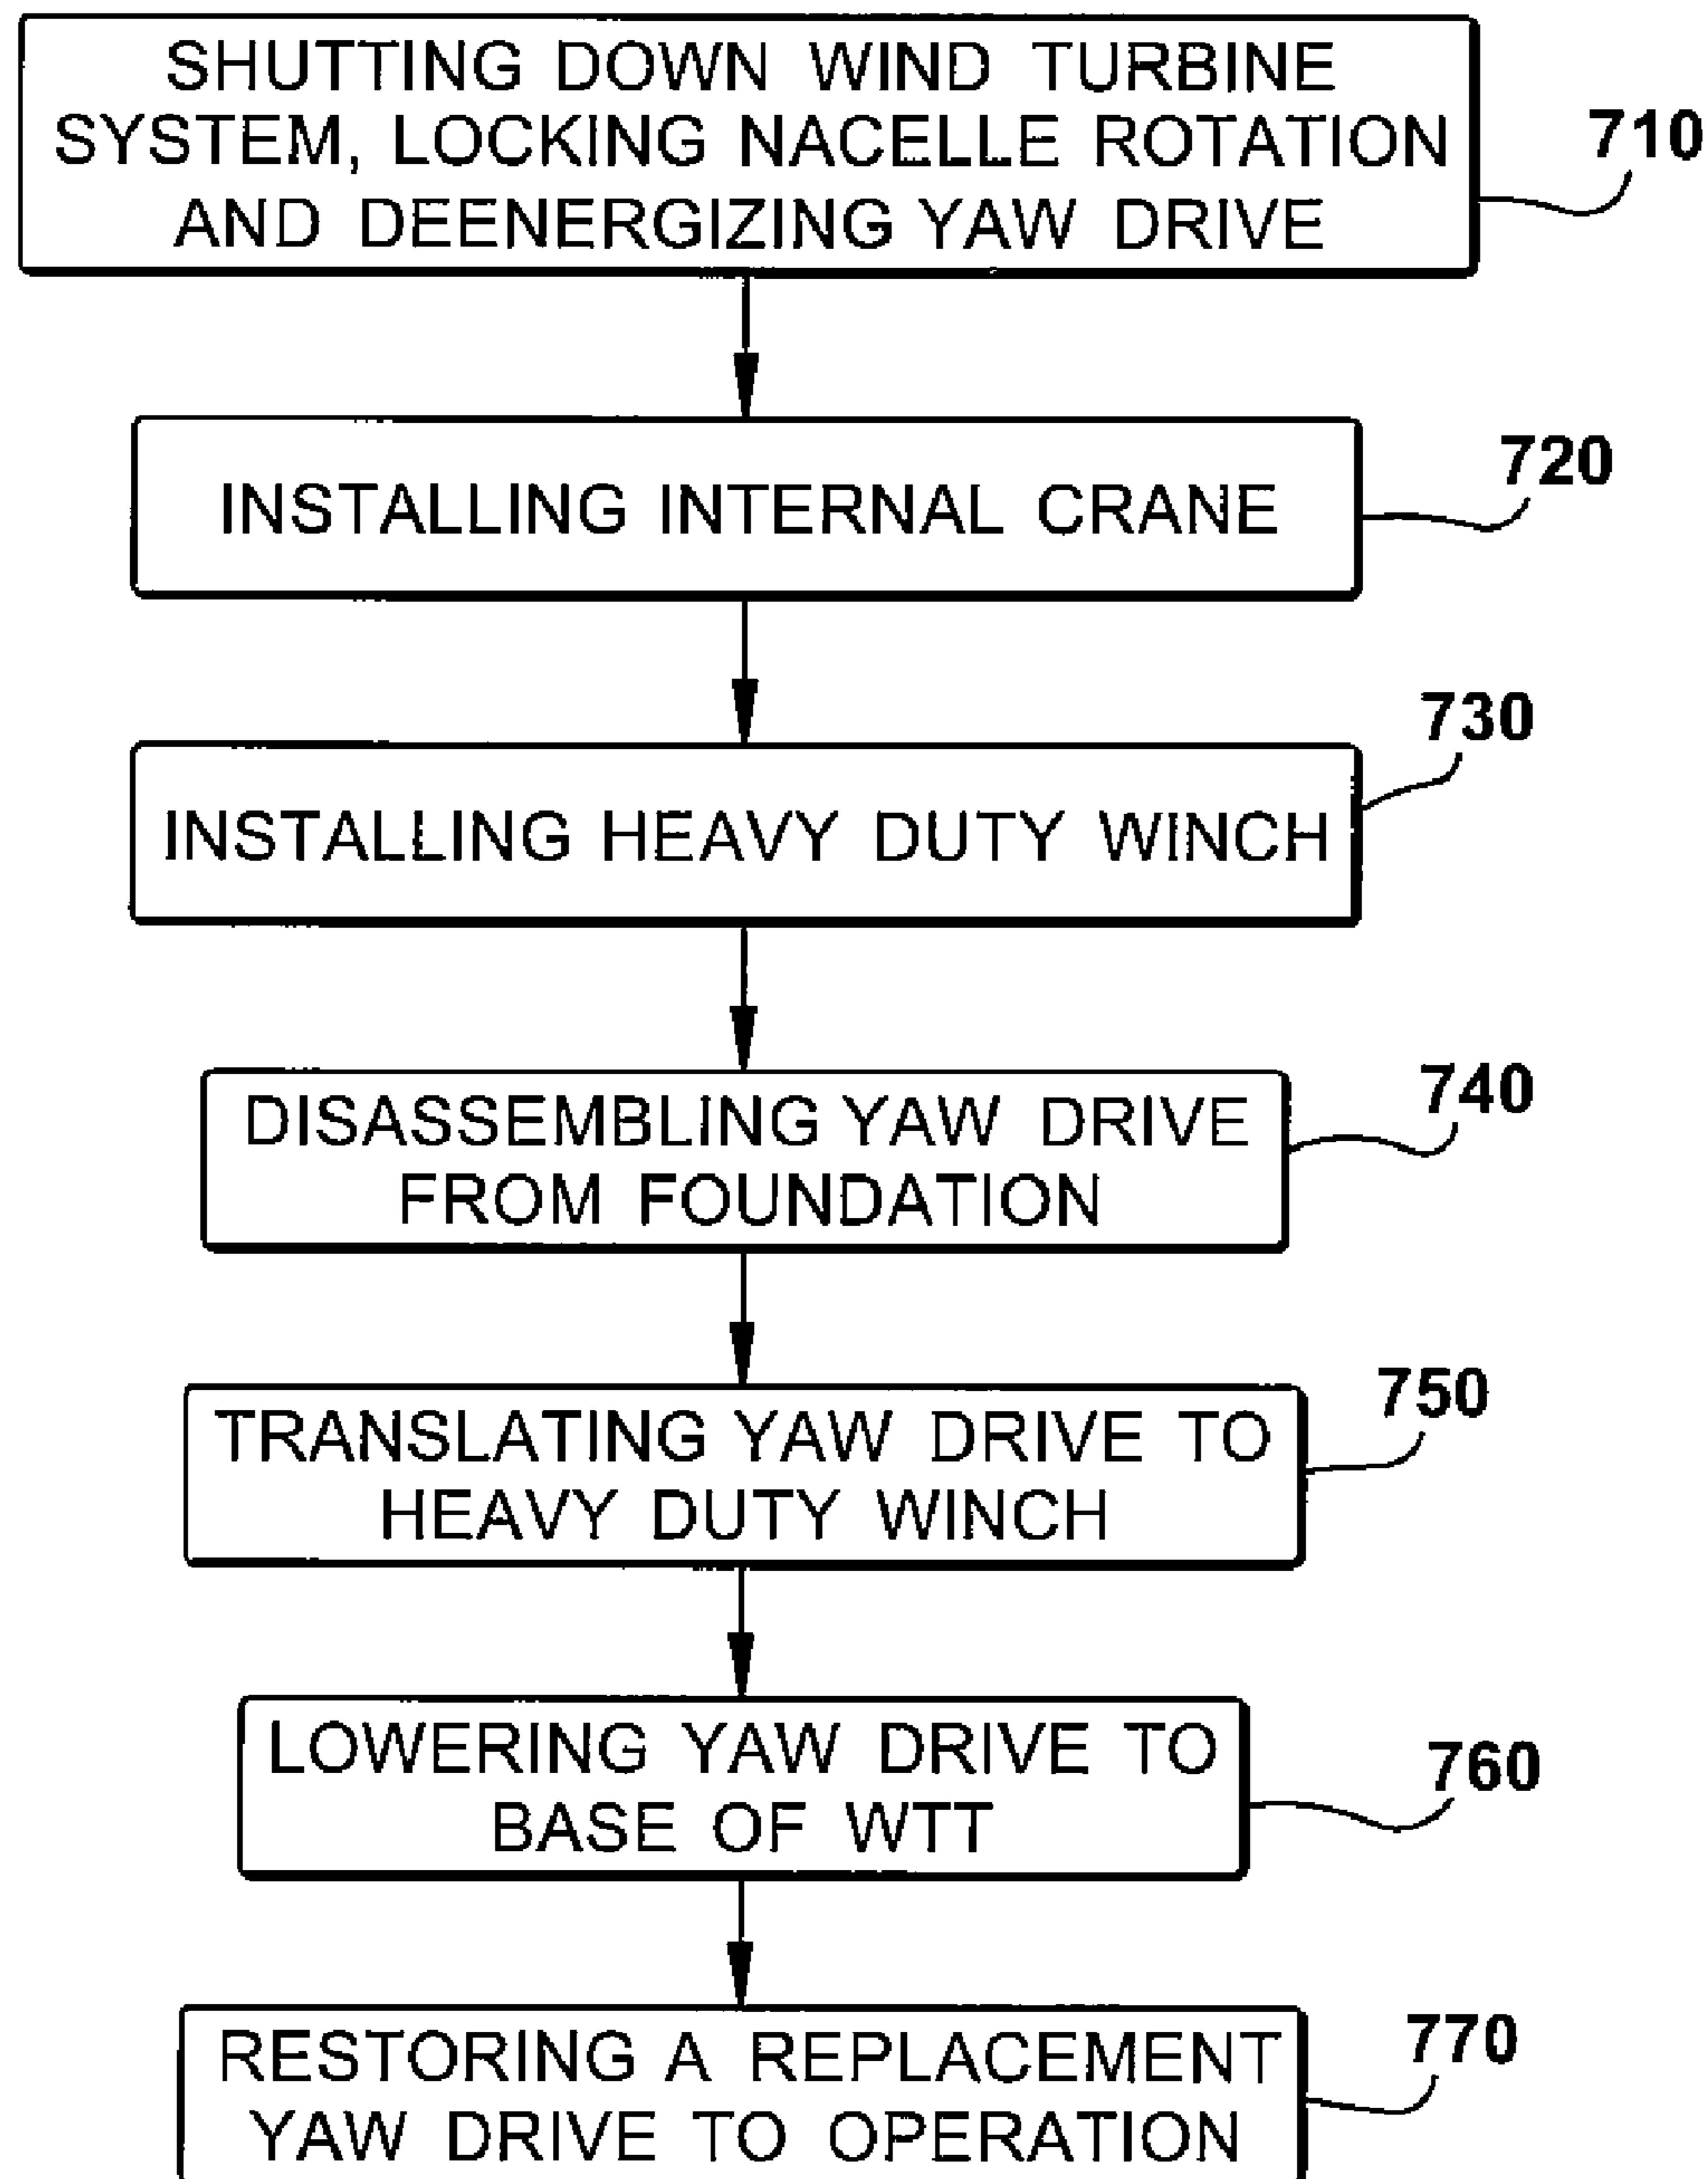 SHUTTING DOWN WIND TURBINE
SYSTEM, LOCKING NACELLE ROTATION
AND DEENERGIZING YAW DRIVE
710
INSTALLING INTERNAL CRANE
720
INSTALLING HEAVY DUTY WINCH
730
DISASSEMBLING YAW DRIVE
FROM FOUNDATION
740
TRANSLATING YAW DRIVE TO
HEAVY DUTY WINCH
750
LOWERING YAW DRIVE TO
BASE OF WTT
760
RESTORING A REPLACEMENT
YAW DRIVE TO OPERATION
770